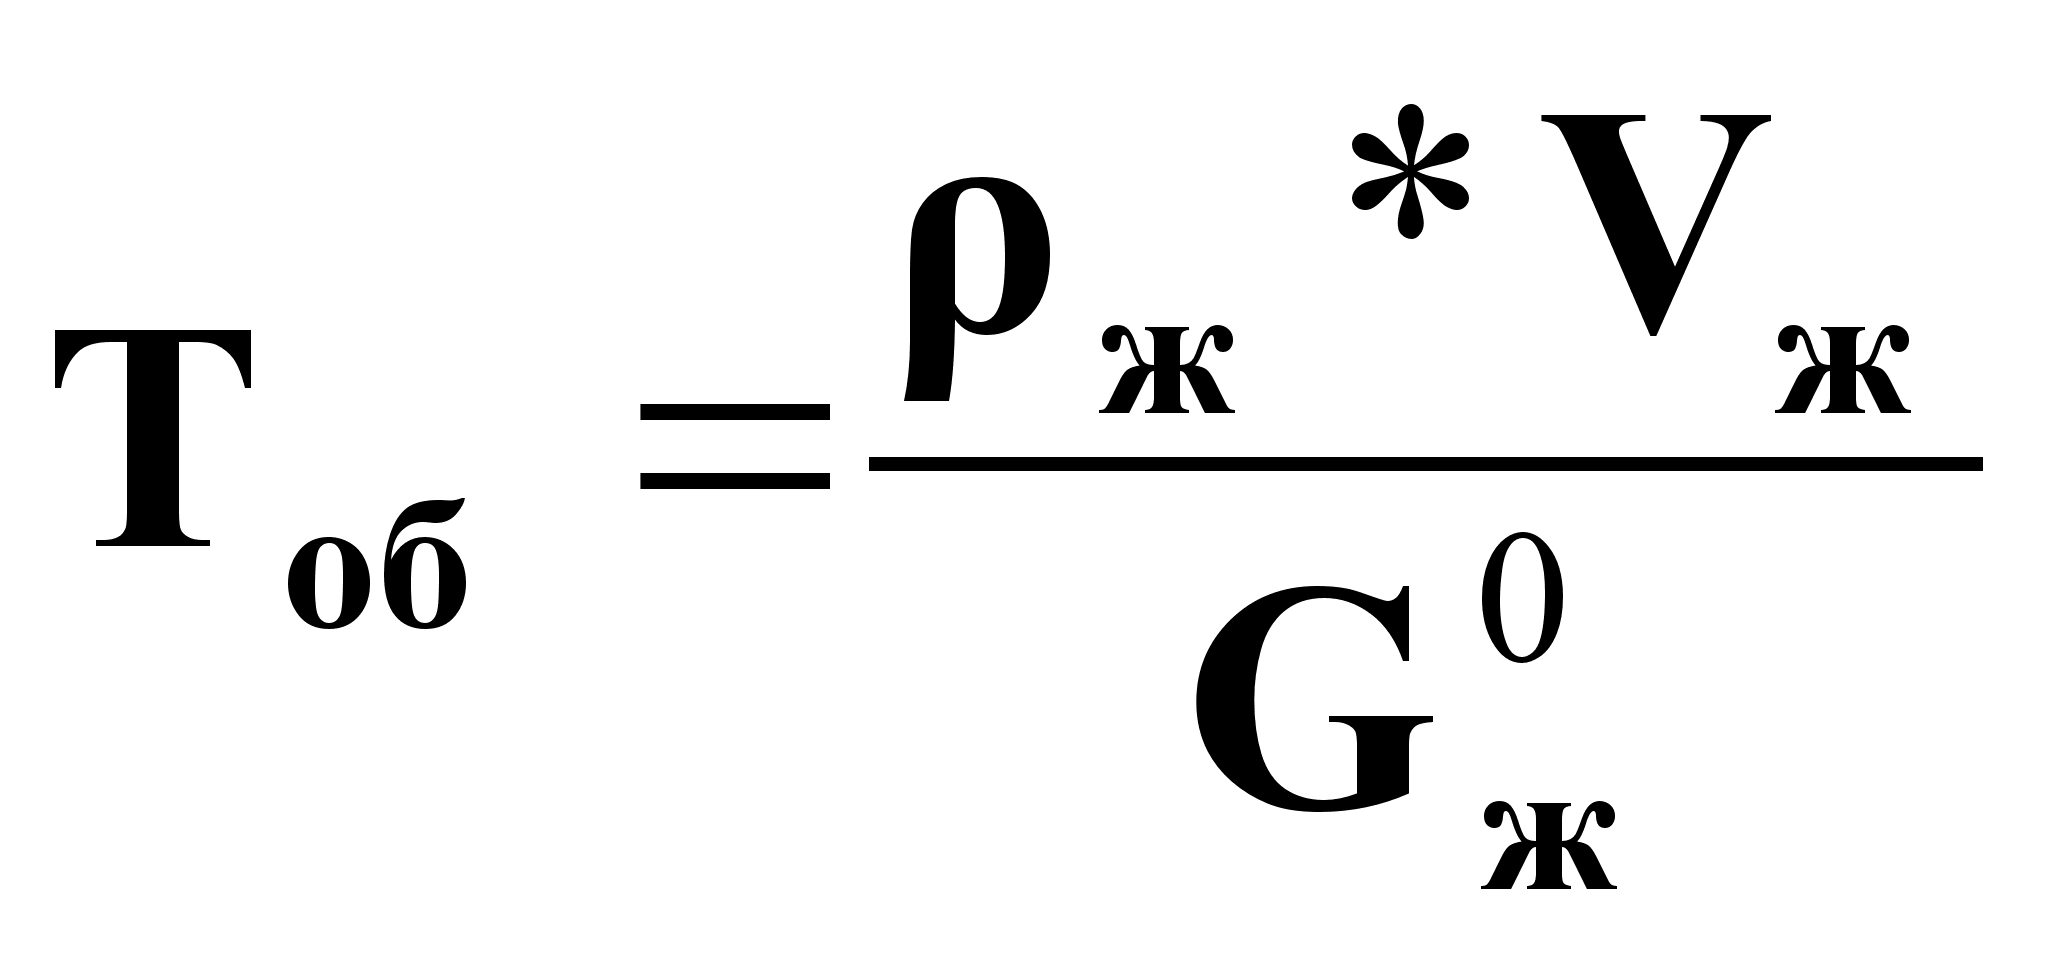 Tоб = ρж * Vж / G⁰ж